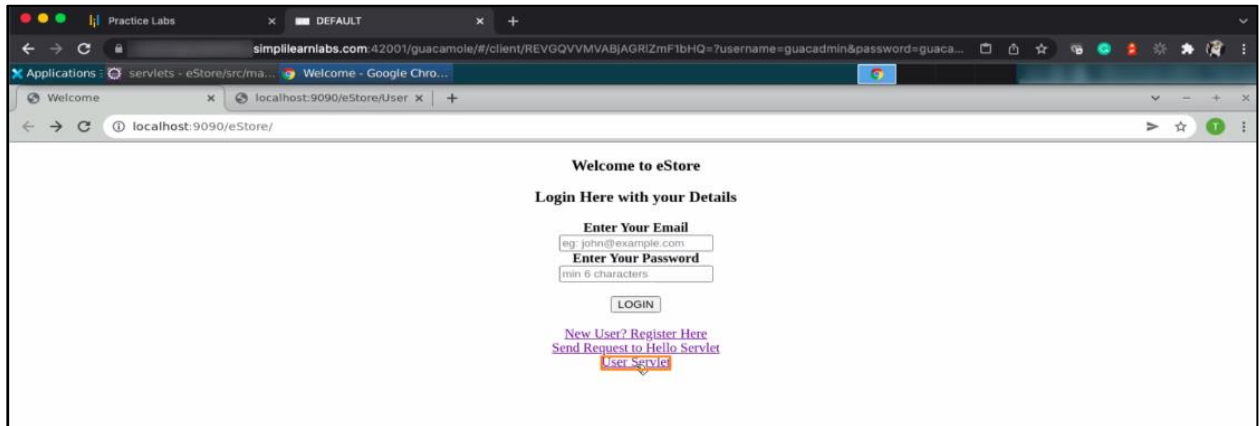 Practice Labs
DEFAULT
simplilearnlabs.com:42001/guacamole/#/client/REVGQVVMVABjAGRlZmF1bHQ=?username=guacadmin&password=guaca...
Applications
servlets - eStore/src/ma...
Welcome - Google Chro...
Welcome
localhost:9090/eStore/User
localhost:9090/eStore/
T
Welcome to eStore
Login Here with your Details
Enter Your Email
eg: john@example.com
Enter Your Password
min 6 characters
LOGIN
New User? Register Here
Send Request to Hello Servlet
User Servlet